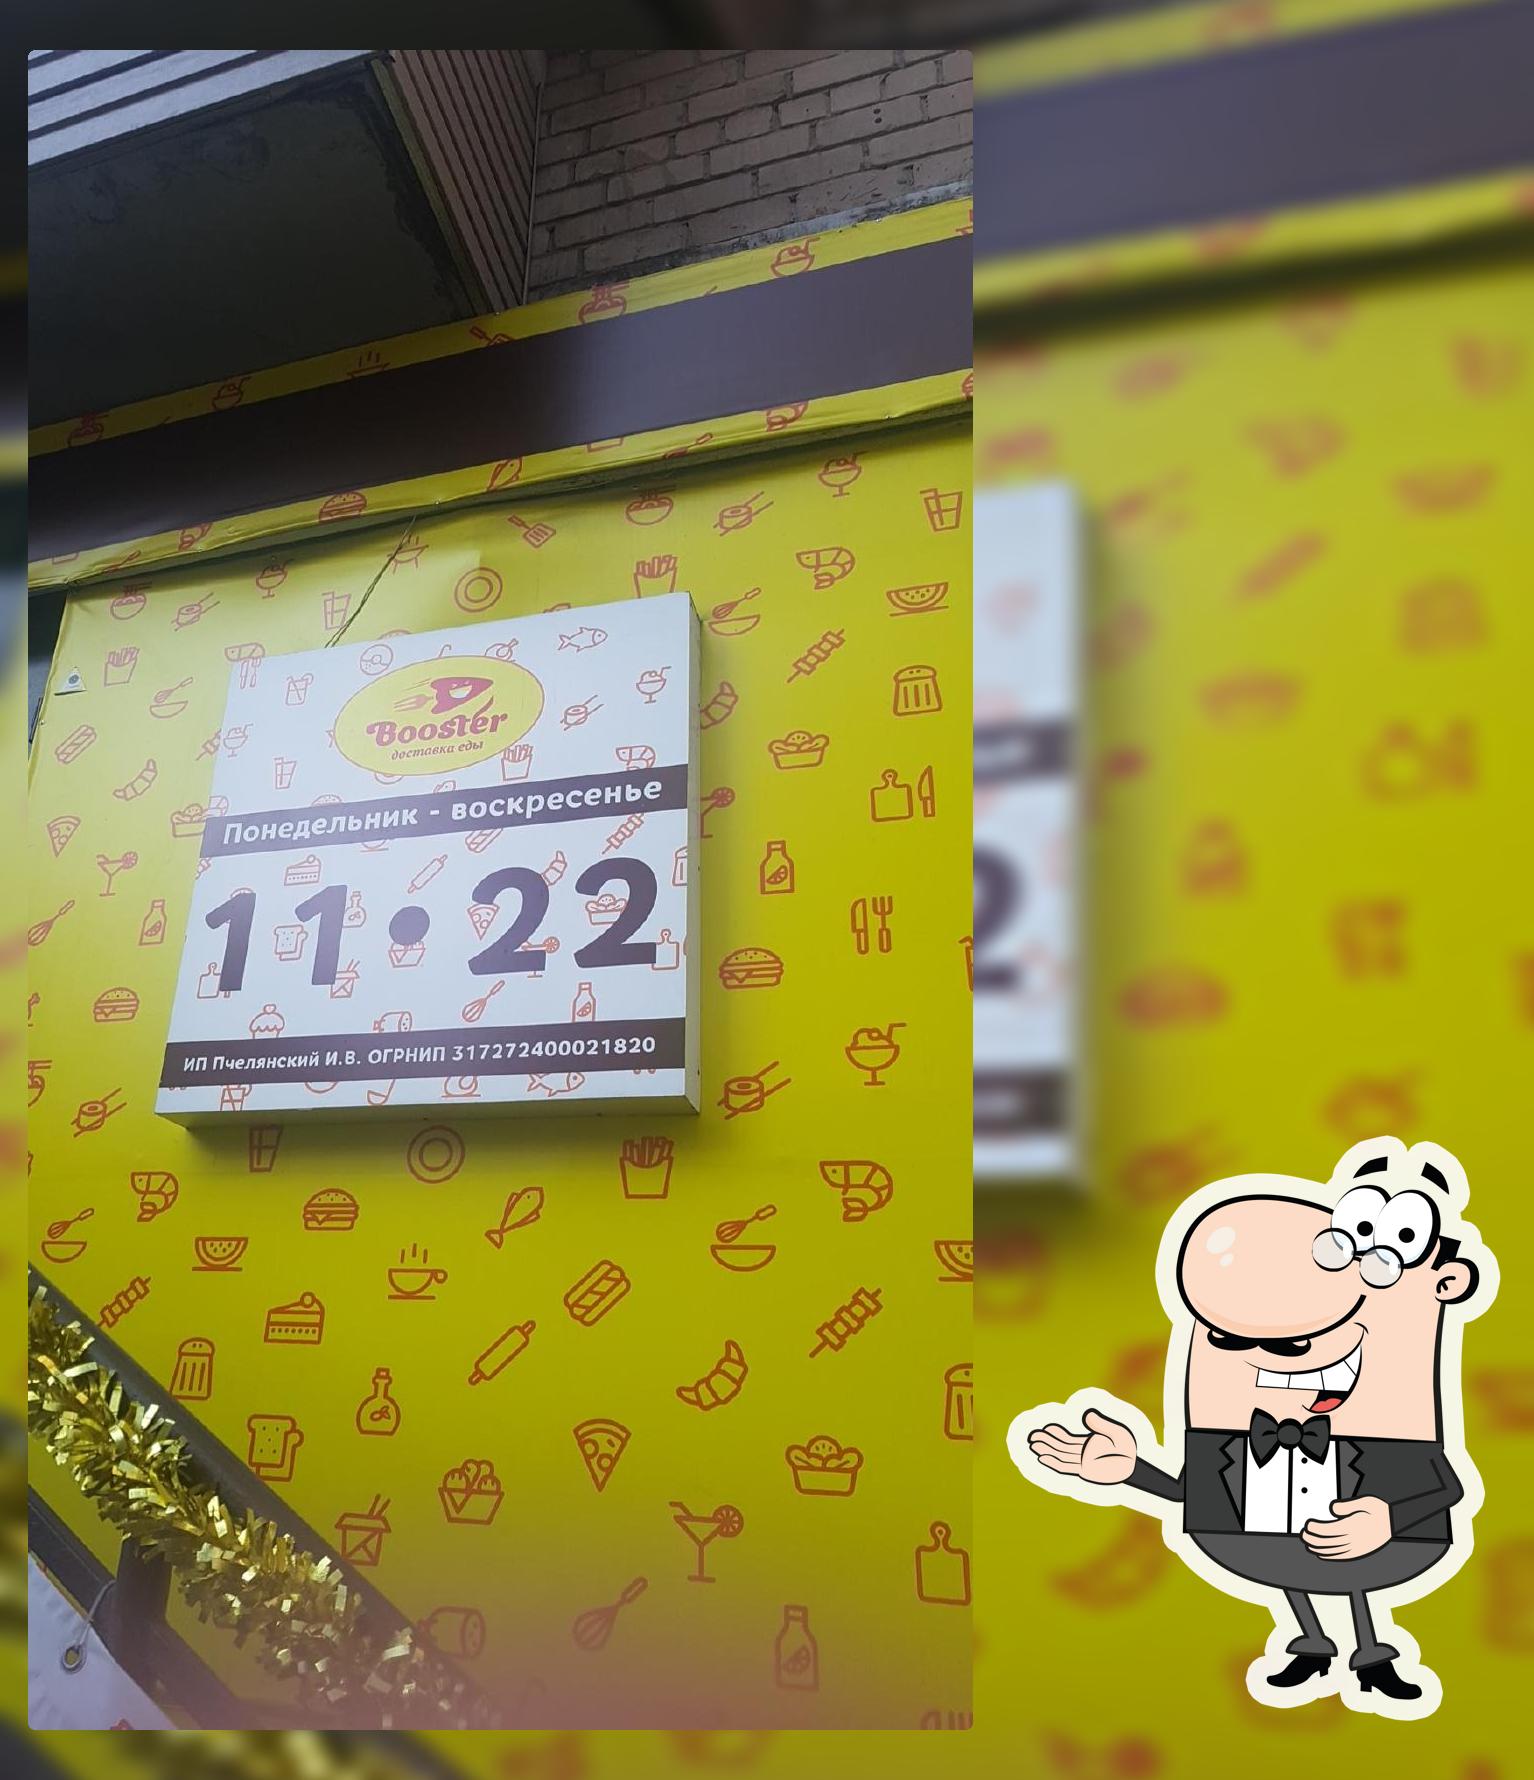 Booster
доставка еды
Понедельник - воскресенье
11•22
ИП Пчелянский И.В. ОГРНИП 317272400021820